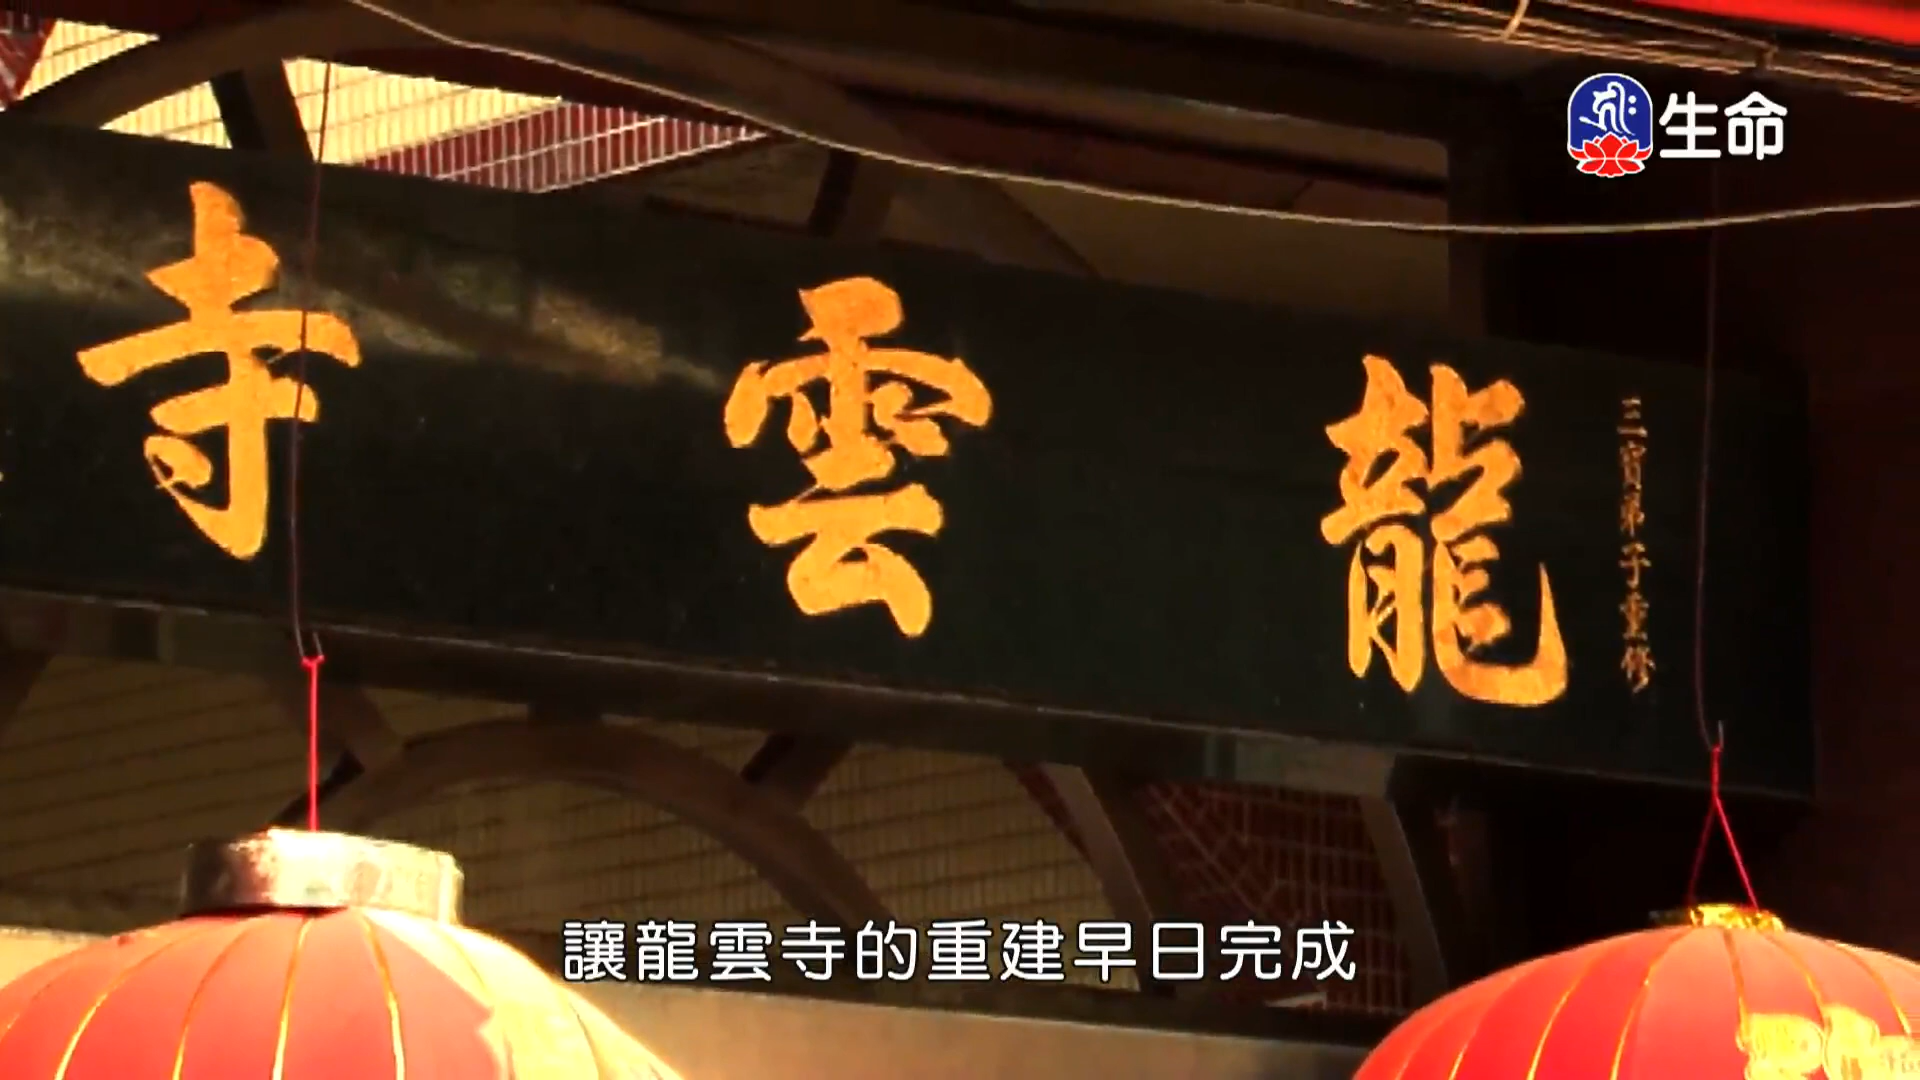 生命
三寶弟子重修
龍雲寺
讓龍雲寺的重建早日完成